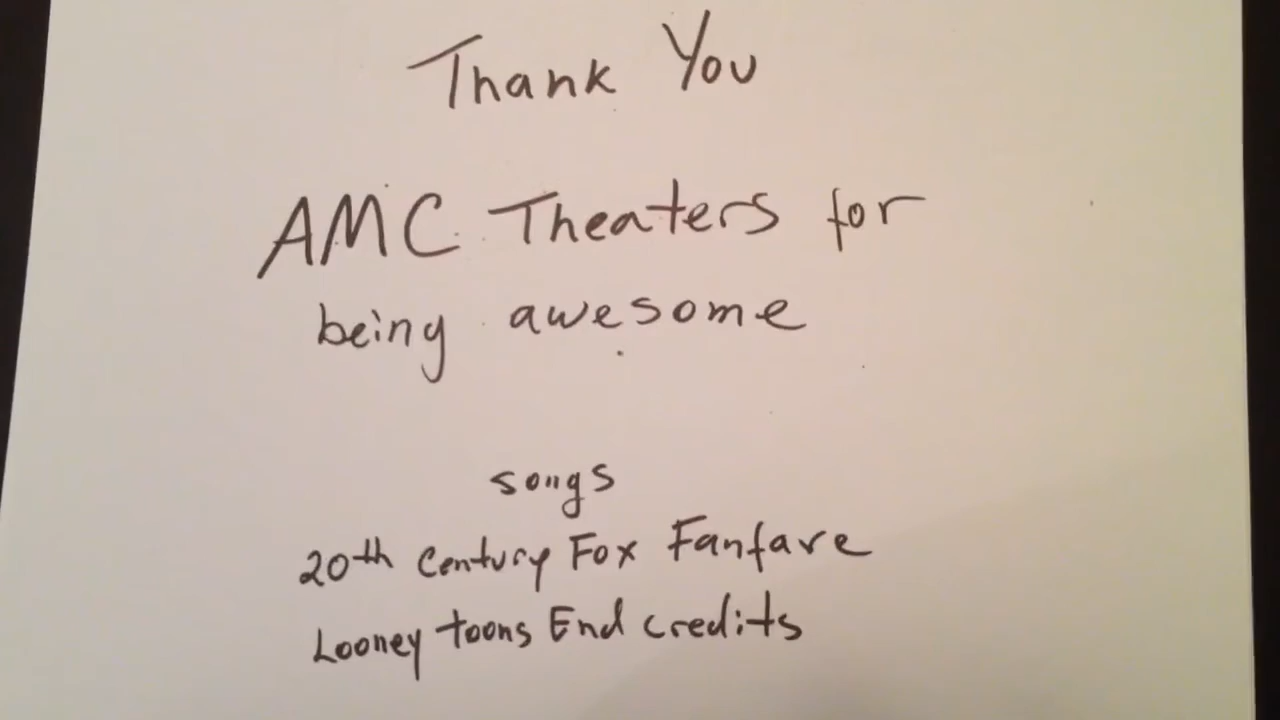 Thank You
AMC Theaters for
being awesome
songs
20th Century Fox Fanfare
Looney toons End credits